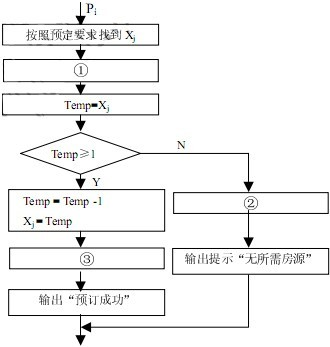 Pi
按照预定要求找到 Xj
①
Temp=Xj
Temp≥1
N
Y
Temp = Temp -1
Xj= Temp
②
③
输出提示“无所需房源”
输出“预订成功”